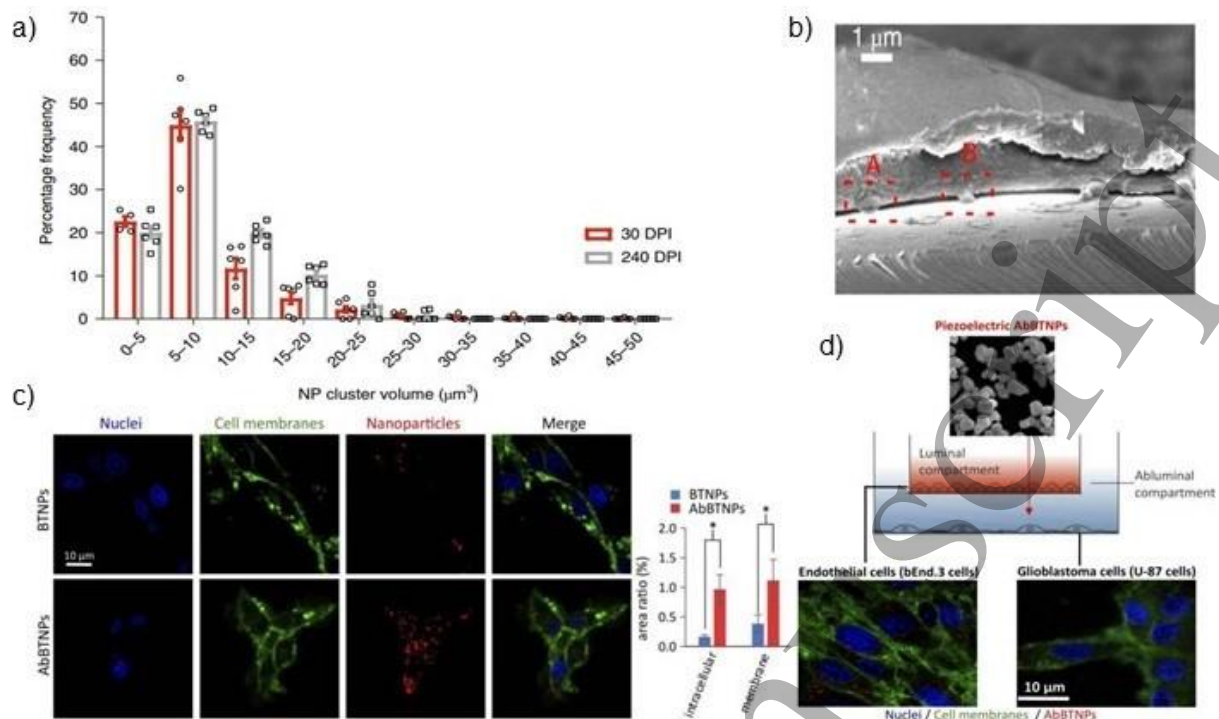 a)
70
60
50
40
30
20
10
0
Percentage frequency
0–5
5–10
10–15
15–20
20–25
25–30
30–35
35–40
40–45
45–50
NP cluster volume (μm³)
30 DPI
240 DPI
b)
1 μm
A
B
c)
Nuclei
Cell membranes
Nanoparticles
Merge
BTNPs
10 μm
AbBTNPs
BTNPs
AbBTNPs
area ratio (%)
2.0
1.5
1.0
0.5
0.0
*
*
intracellular
membrane
d)
Piezoelectric AbBTNPs
Luminal
compartment
Abluminal
compartment
Endothelial cells (bEnd.3 cells)
Glioblastoma cells (U-87 cells)
10 μm
Nuclei / Cell membranes / AbBTNPs
script